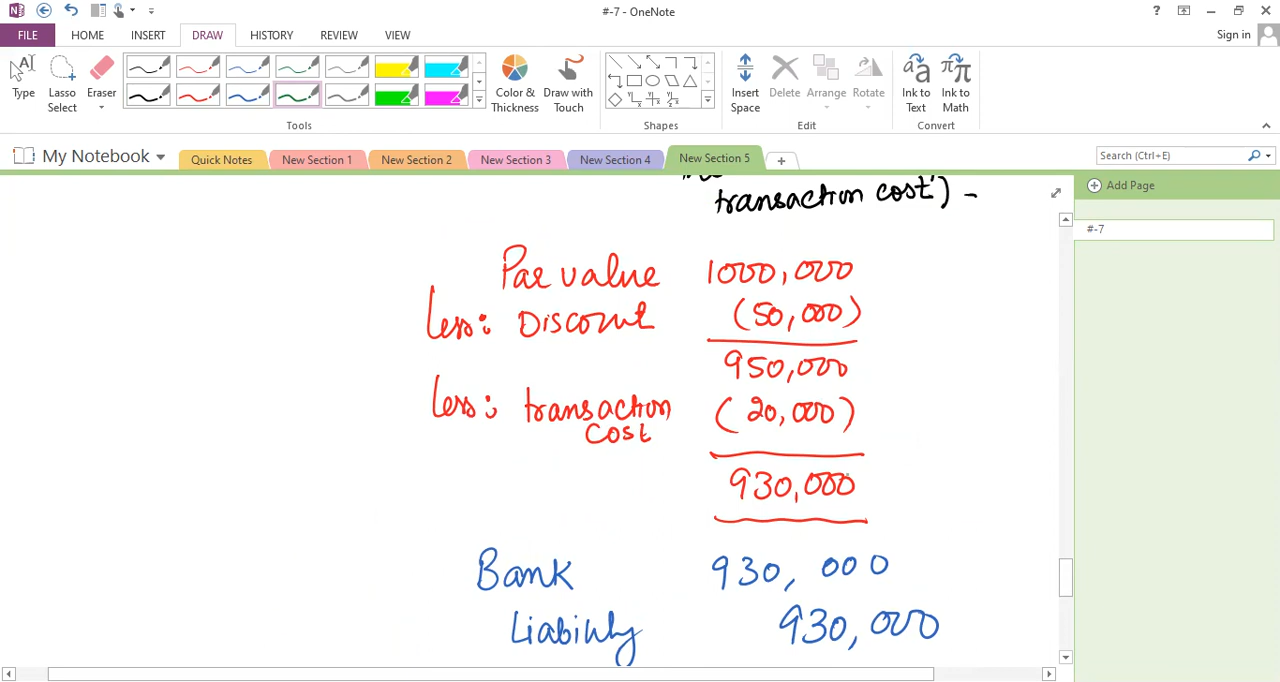 #-7 - OneNote
FILE HOME INSERT DRAW HISTORY REVIEW VIEW
Sign in
Type
Lasso Select
Eraser
Color & Thickness
Draw with Touch
Insert Space
Delete
Arrange
Rotate
Ink to Text
Ink to Math
Tools
Shapes
Edit
Convert
My Notebook
Quick Notes
New Section 1
New Section 2
New Section 3
New Section 4
New Section 5
Search (Ctrl+E)
Add Page
#-7
transaction cost) -
Par value 1000,000
less: Discount (50,000)
950,000
less: transaction cost (20,000)
930,000
Bank 930, 000
Liability 930,000